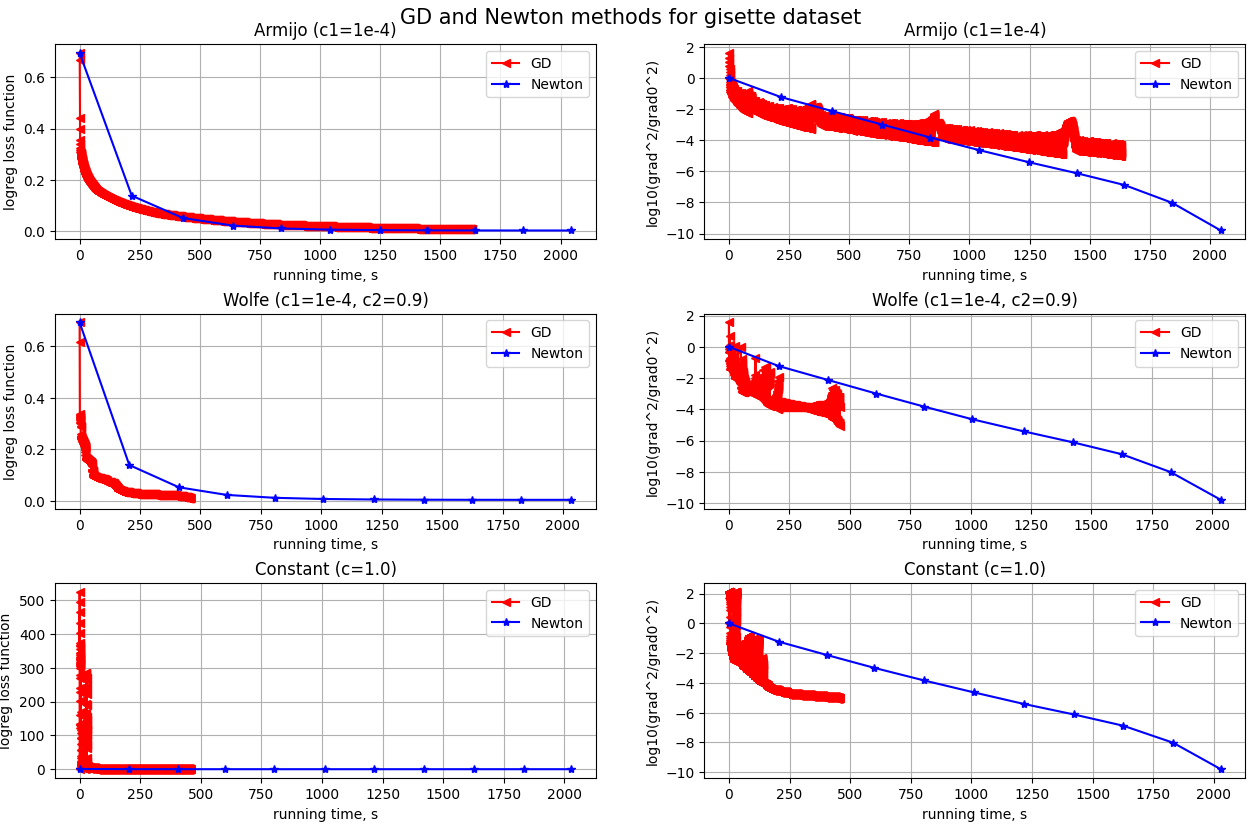 GD and Newton methods for gisette dataset
Armijo (c1=1e-4)
logreg loss function
0.6
0.4
0.2
0.0
GD
Newton
0 250 500 750 1000 1250 1500 1750 2000
running time, s
Armijo (c1=1e-4)
log10(grad^2/grad0^2)
2
0
−2
−4
−6
−8
−10
GD
Newton
0 250 500 750 1000 1250 1500 1750 2000
running time, s
Wolfe (c1=1e-4, c2=0.9)
logreg loss function
0.6
0.4
0.2
0.0
GD
Newton
0 250 500 750 1000 1250 1500 1750 2000
running time, s
Wolfe (c1=1e-4, c2=0.9)
log10(grad^2/grad0^2)
2
0
−2
−4
−6
−8
−10
GD
Newton
0 250 500 750 1000 1250 1500 1750 2000
running time, s
Constant (c=1.0)
logreg loss function
500
400
300
200
100
0
GD
Newton
0 250 500 750 1000 1250 1500 1750 2000
running time, s
Constant (c=1.0)
log10(grad^2/grad0^2)
2
0
−2
−4
−6
−8
−10
GD
Newton
0 250 500 750 1000 1250 1500 1750 2000
running time, s